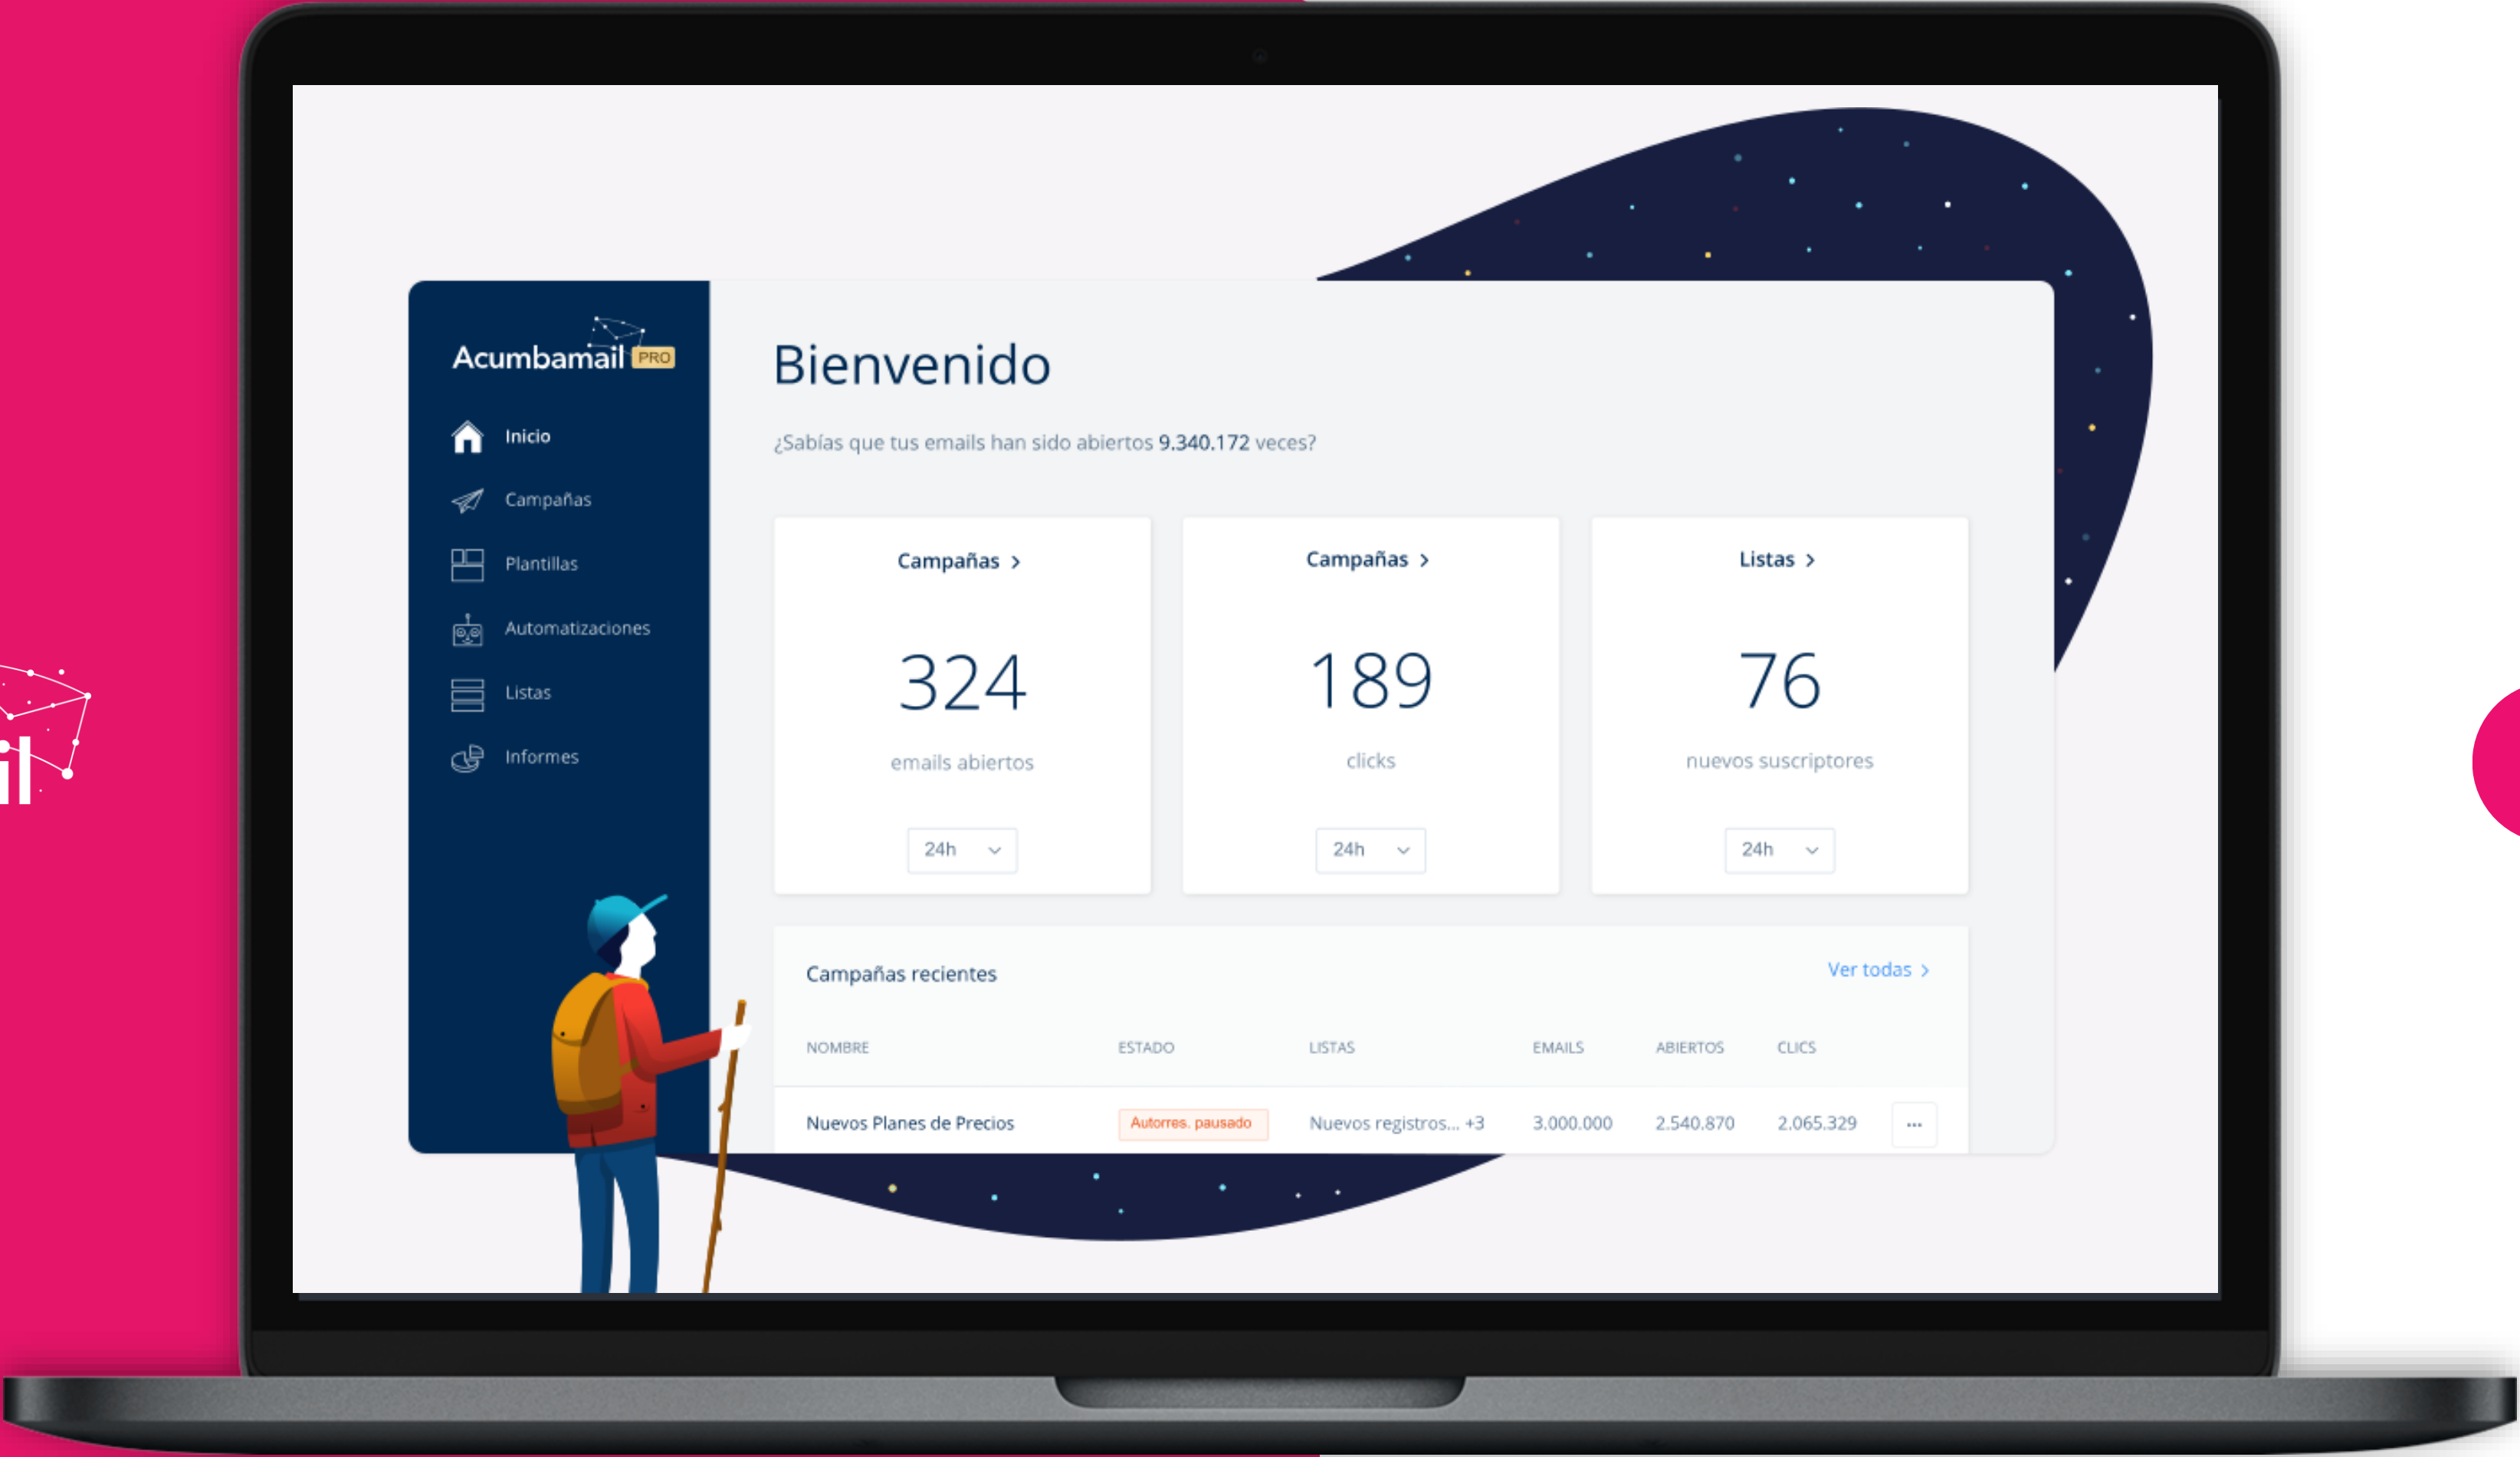 Acumbamail PRO
Inicio
Campañas
Plantillas
Automatizaciones
Listas
Informes
Bienvenido
¿Sabías que tus emails han sido abiertos 9.340.172 veces?
Campañas >
324
emails abiertos
24h
Campañas >
189
clicks
24h
Listas >
76
nuevos suscriptores
24h
Campañas recientes
Ver todas >
NOMBRE ESTADO LISTAS EMAILS ABIERTOS CLICS
Nuevos Planes de Precios Autorres. pausado Nuevos registros... +3 3.000.000 2.540.870 2.065.329 ...
il